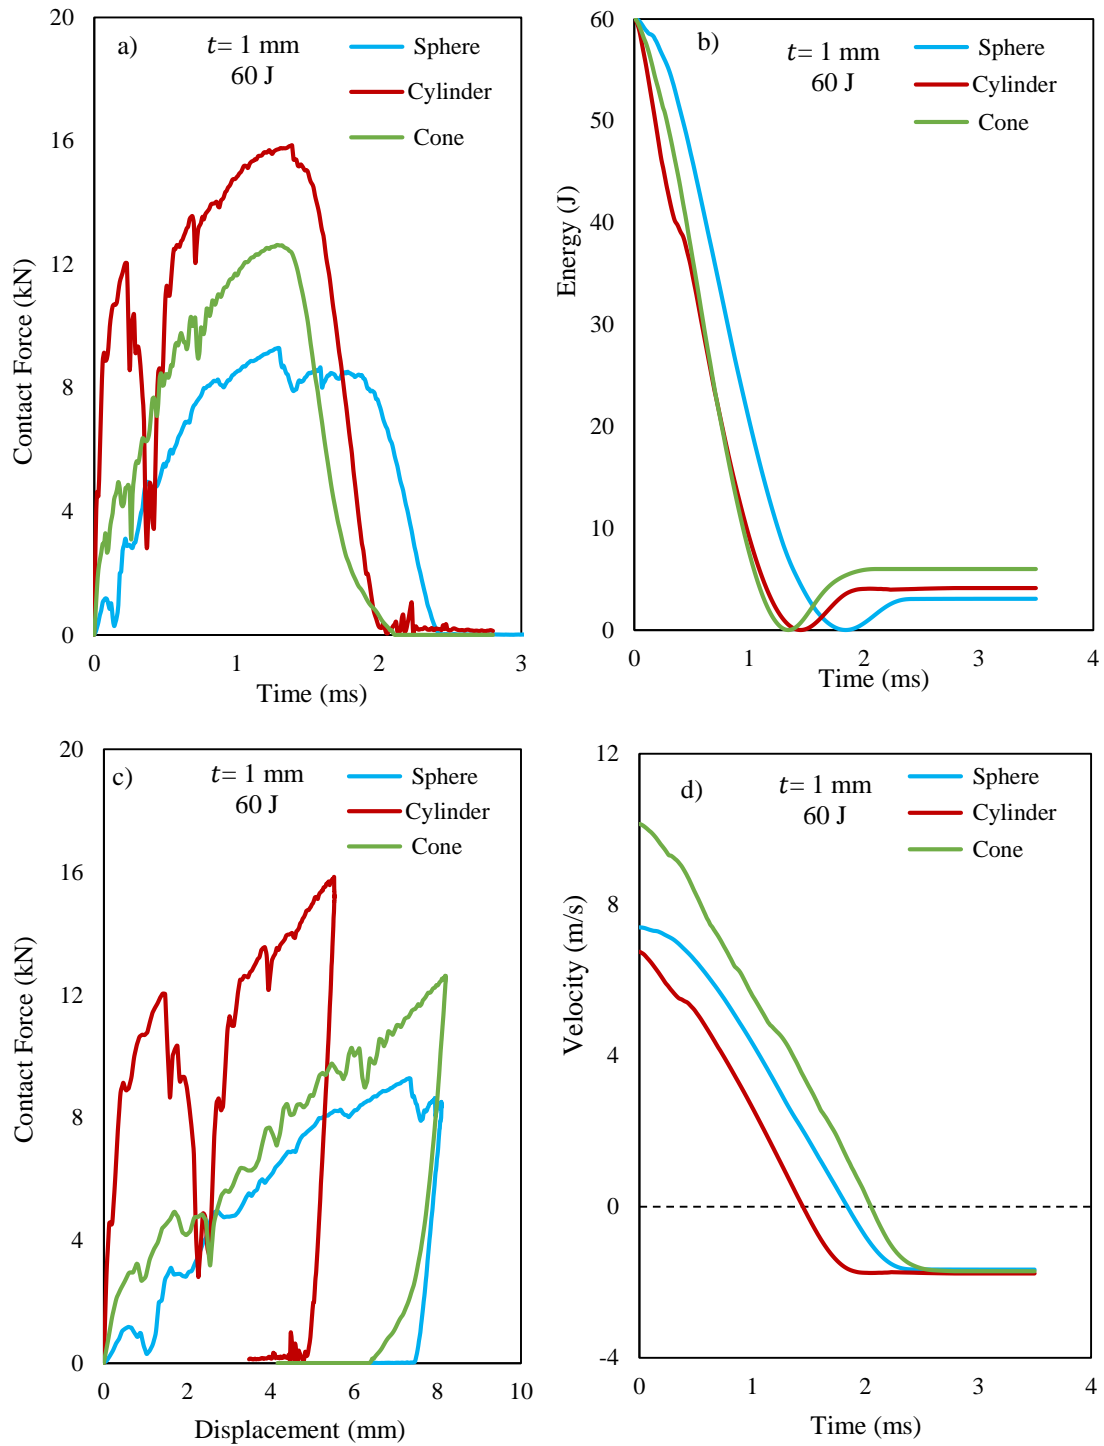 a)
t= 1 mm
60 J
Sphere
Cylinder
Cone
20
16
12
8
4
0
0 1 2 3
Contact Force (kN)
Time (ms)
b)
t= 1 mm
60 J
Sphere
Cylinder
Cone
60
50
40
30
20
10
0
0 1 2 3 4
Energy (J)
Time (ms)
c)
t= 1 mm
60 J
Sphere
Cylinder
Cone
20
16
12
8
4
0
0 2 4 6 8 10
Contact Force (kN)
Displacement (mm)
d)
t= 1 mm
60 J
Sphere
Cylinder
Cone
12
8
4
0
-4
0 1 2 3 4
Velocity (m/s)
Time (ms)